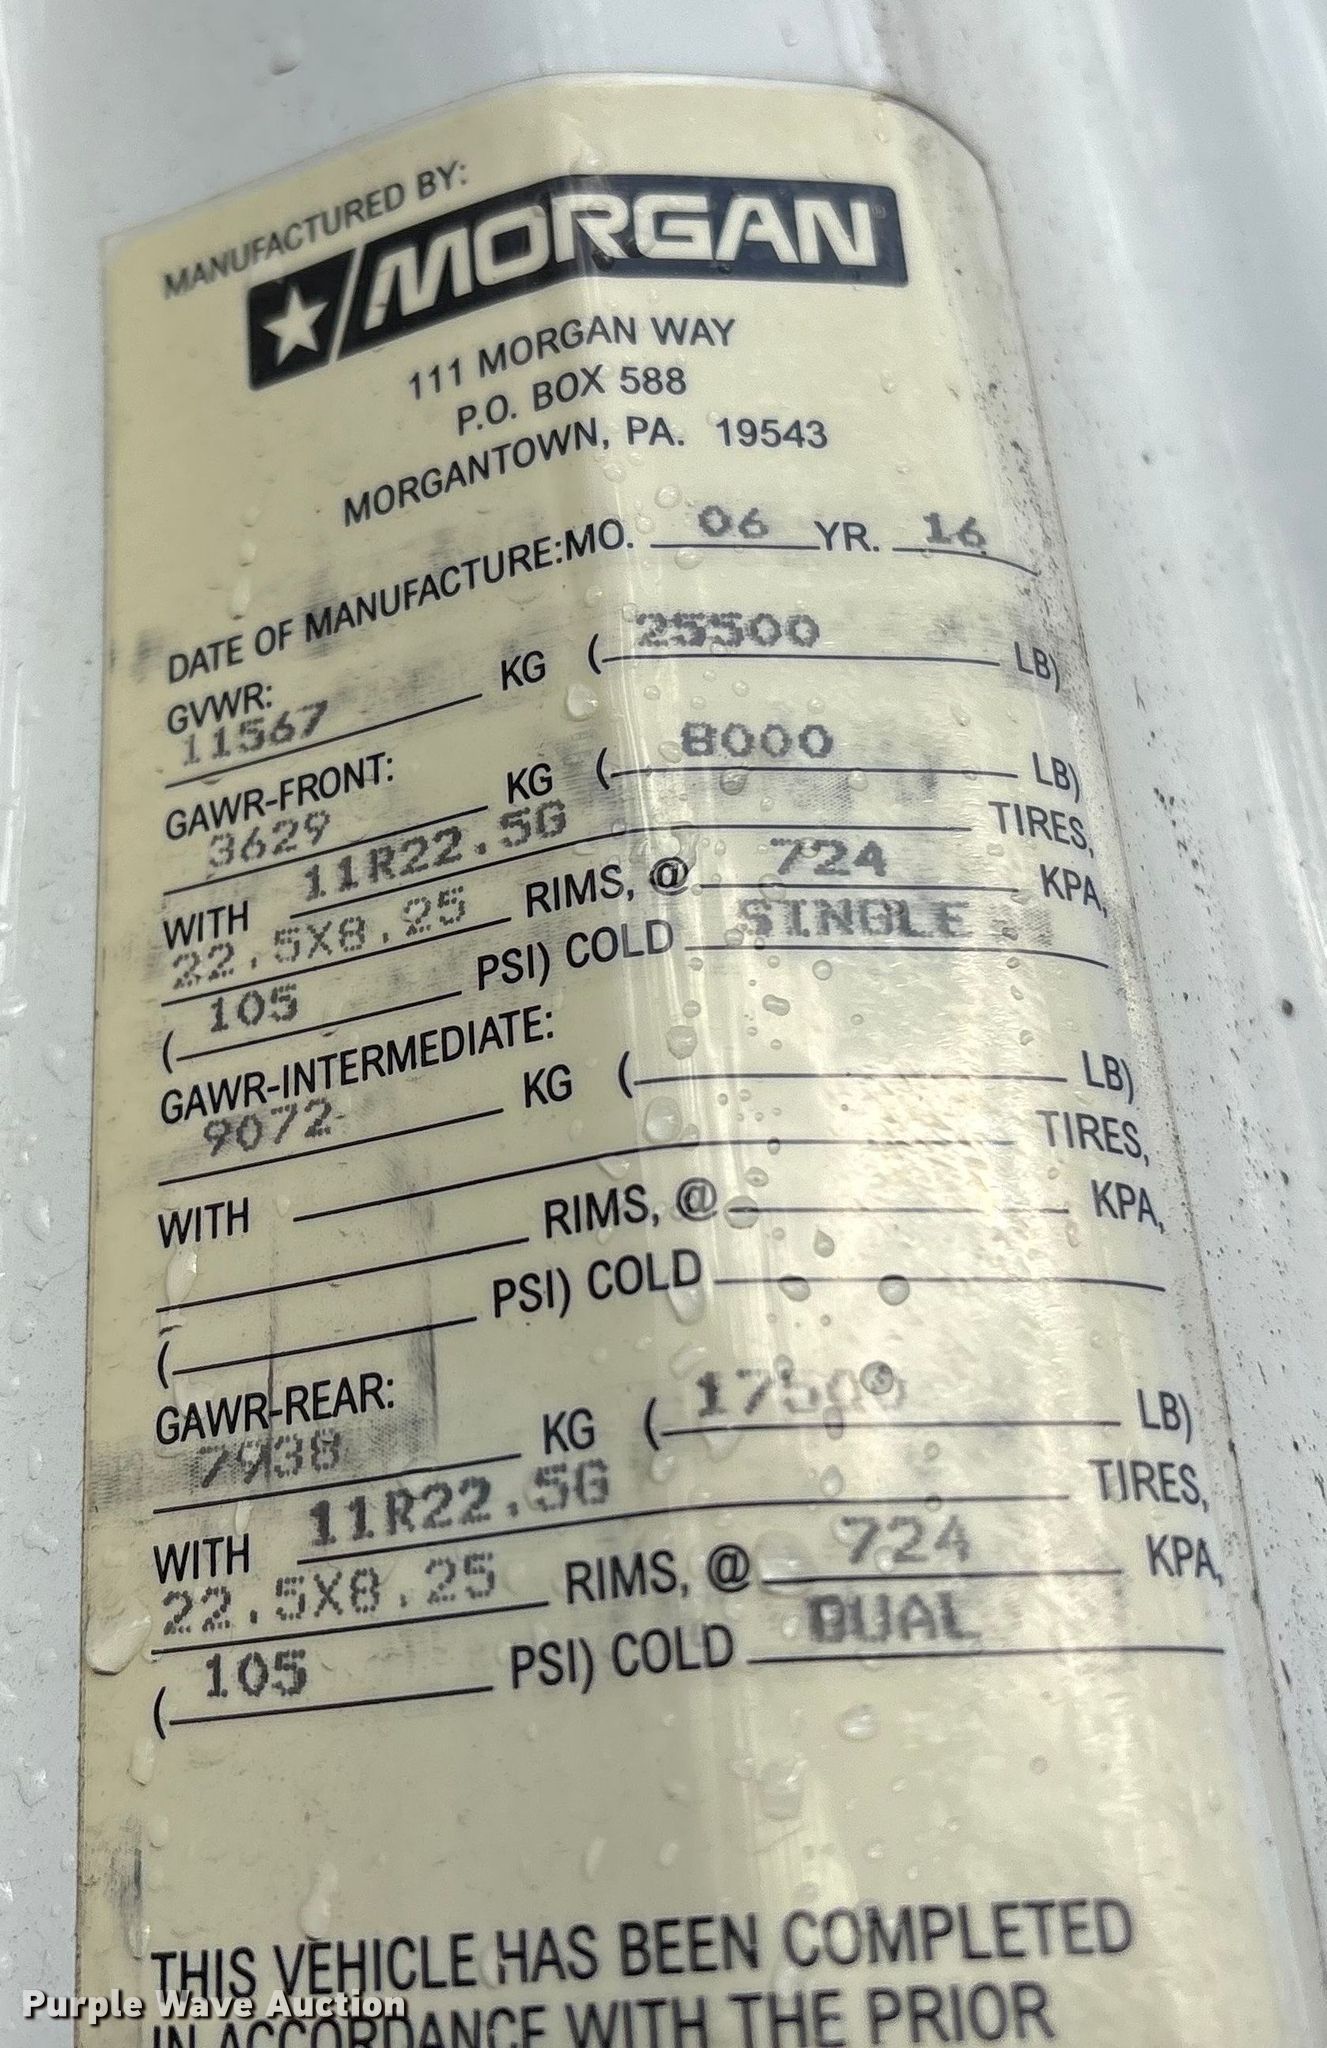 MANUFACTURED BY:
MORGAN
111 MORGAN WAY
P.O. BOX 588
MORGANTOWN, PA. 19543
DATE OF MANUFACTURE:MO. 06 YR. 16
GVWR:
11567 KG (25500 LB)
GAWR-FRONT:
3629 KG (8000 LB)
WITH 11R22.5G TIRES,
22.5X8.25 RIMS, @ 724 KPA,
(105 PSI) COLD SINGLE
GAWR-INTERMEDIATE:
9072 KG ( LB)
WITH TIRES,
RIMS, @ KPA,
( PSI) COLD
GAWR-REAR:
7938 KG (17500 LB)
WITH 11R22.5G TIRES,
22.5X8.25 RIMS, @ 724 KPA,
(105 PSI) COLD DUAL
THIS VEHICLE HAS BEEN COMPLETED
IN ACCORDANCE WITH THE PRIOR
Purple Wave Auction